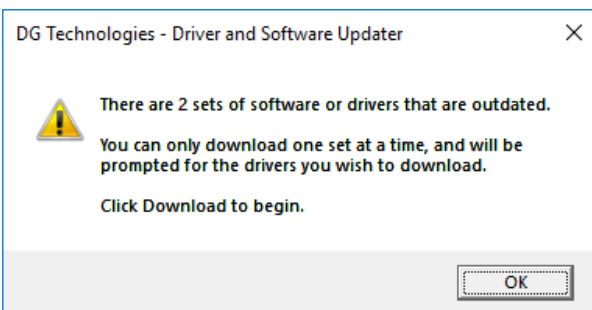 DG Technologies - Driver and Software Updater
There are 2 sets of software or drivers that are outdated.
You can only download one set at a time, and will be
prompted for the drivers you wish to download.
Click Download to begin.
OK